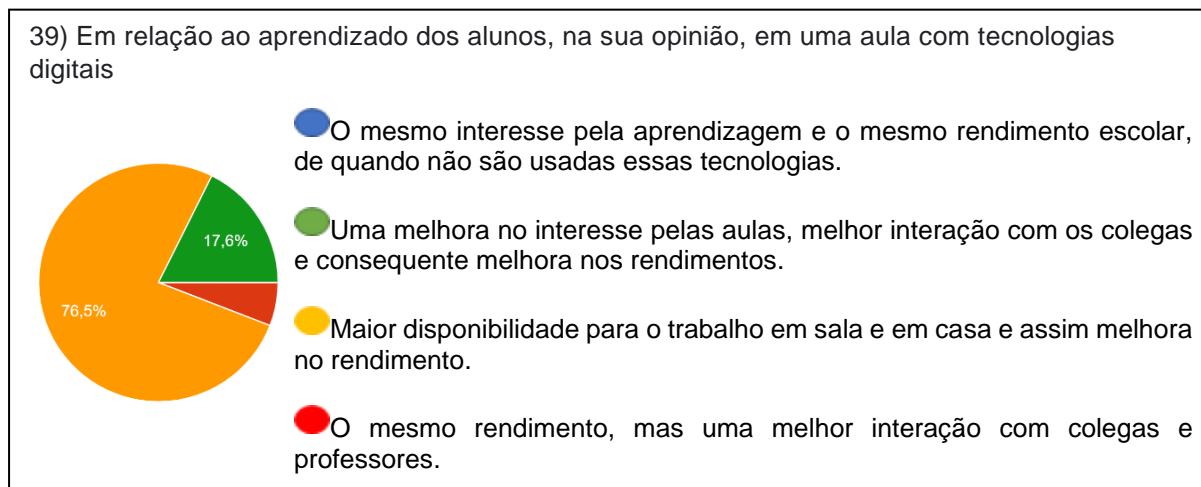 39) Em relação ao aprendizado dos alunos, na sua opinião, em uma aula com tecnologias
digitais
O mesmo interesse pela aprendizagem e o mesmo rendimento escolar,
de quando não são usadas essas tecnologias.
17,6%
Uma melhora no interesse pelas aulas, melhor interação com os colegas
e consequente melhora nos rendimentos.
76,5%
Maior disponibilidade para o trabalho em sala e em casa e assim melhora
no rendimento.
O mesmo rendimento, mas uma melhor interação com colegas e
professores.